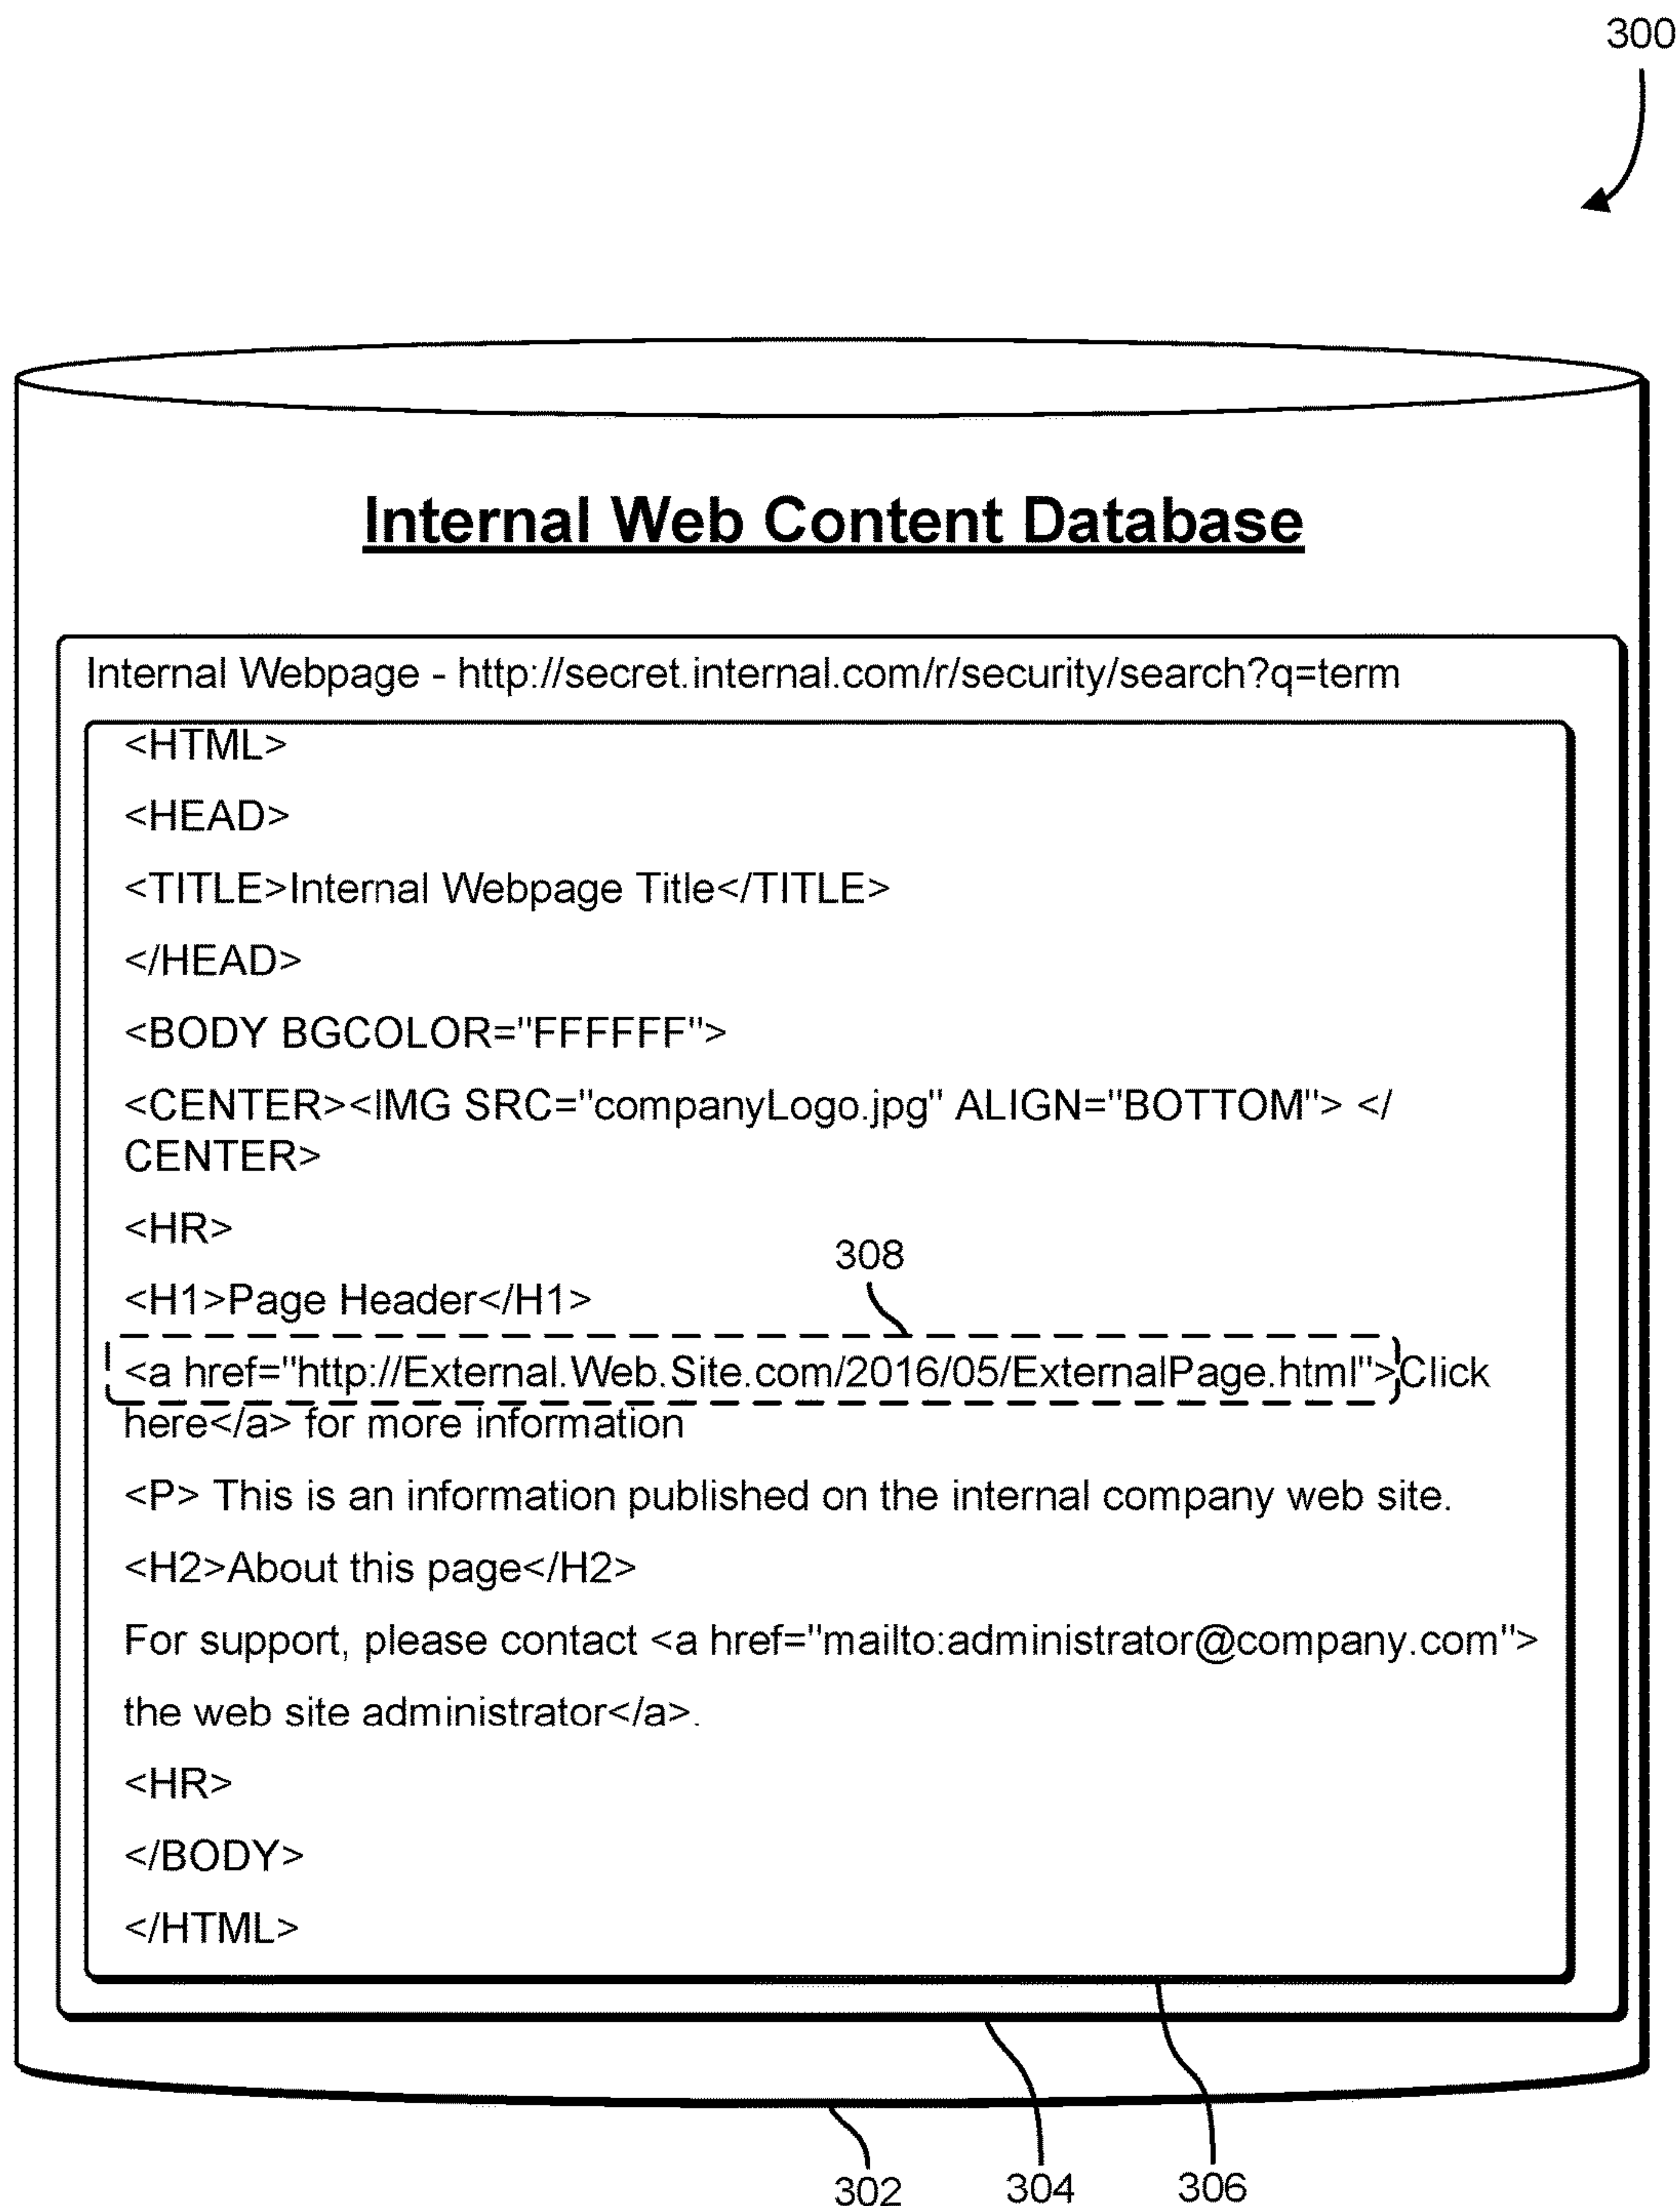 300
Internal Web Content Database
Internal Webpage - http://secret.internal.com/r/security/search?q=term
<HTML>
<HEAD>
<TITLE>Internal Webpage Title</TITLE>
</HEAD>
<BODY BGCOLOR="FFFFFF">
<CENTER><IMG SRC="companyLogo.jpg" ALIGN="BOTTOM"> </
CENTER>
<HR>
308
<H1>Page Header</H1>
<a href="http://External.Web.Site.com/2016/05/ExternalPage.html">Click
here</a> for more information
<P> This is an information published on the internal company web site.
<H2>About this page</H2>
For support, please contact <a href="mailto:administrator@company.com">
the web site administrator</a>.
<HR>
</BODY>
</HTML>
302 304 306